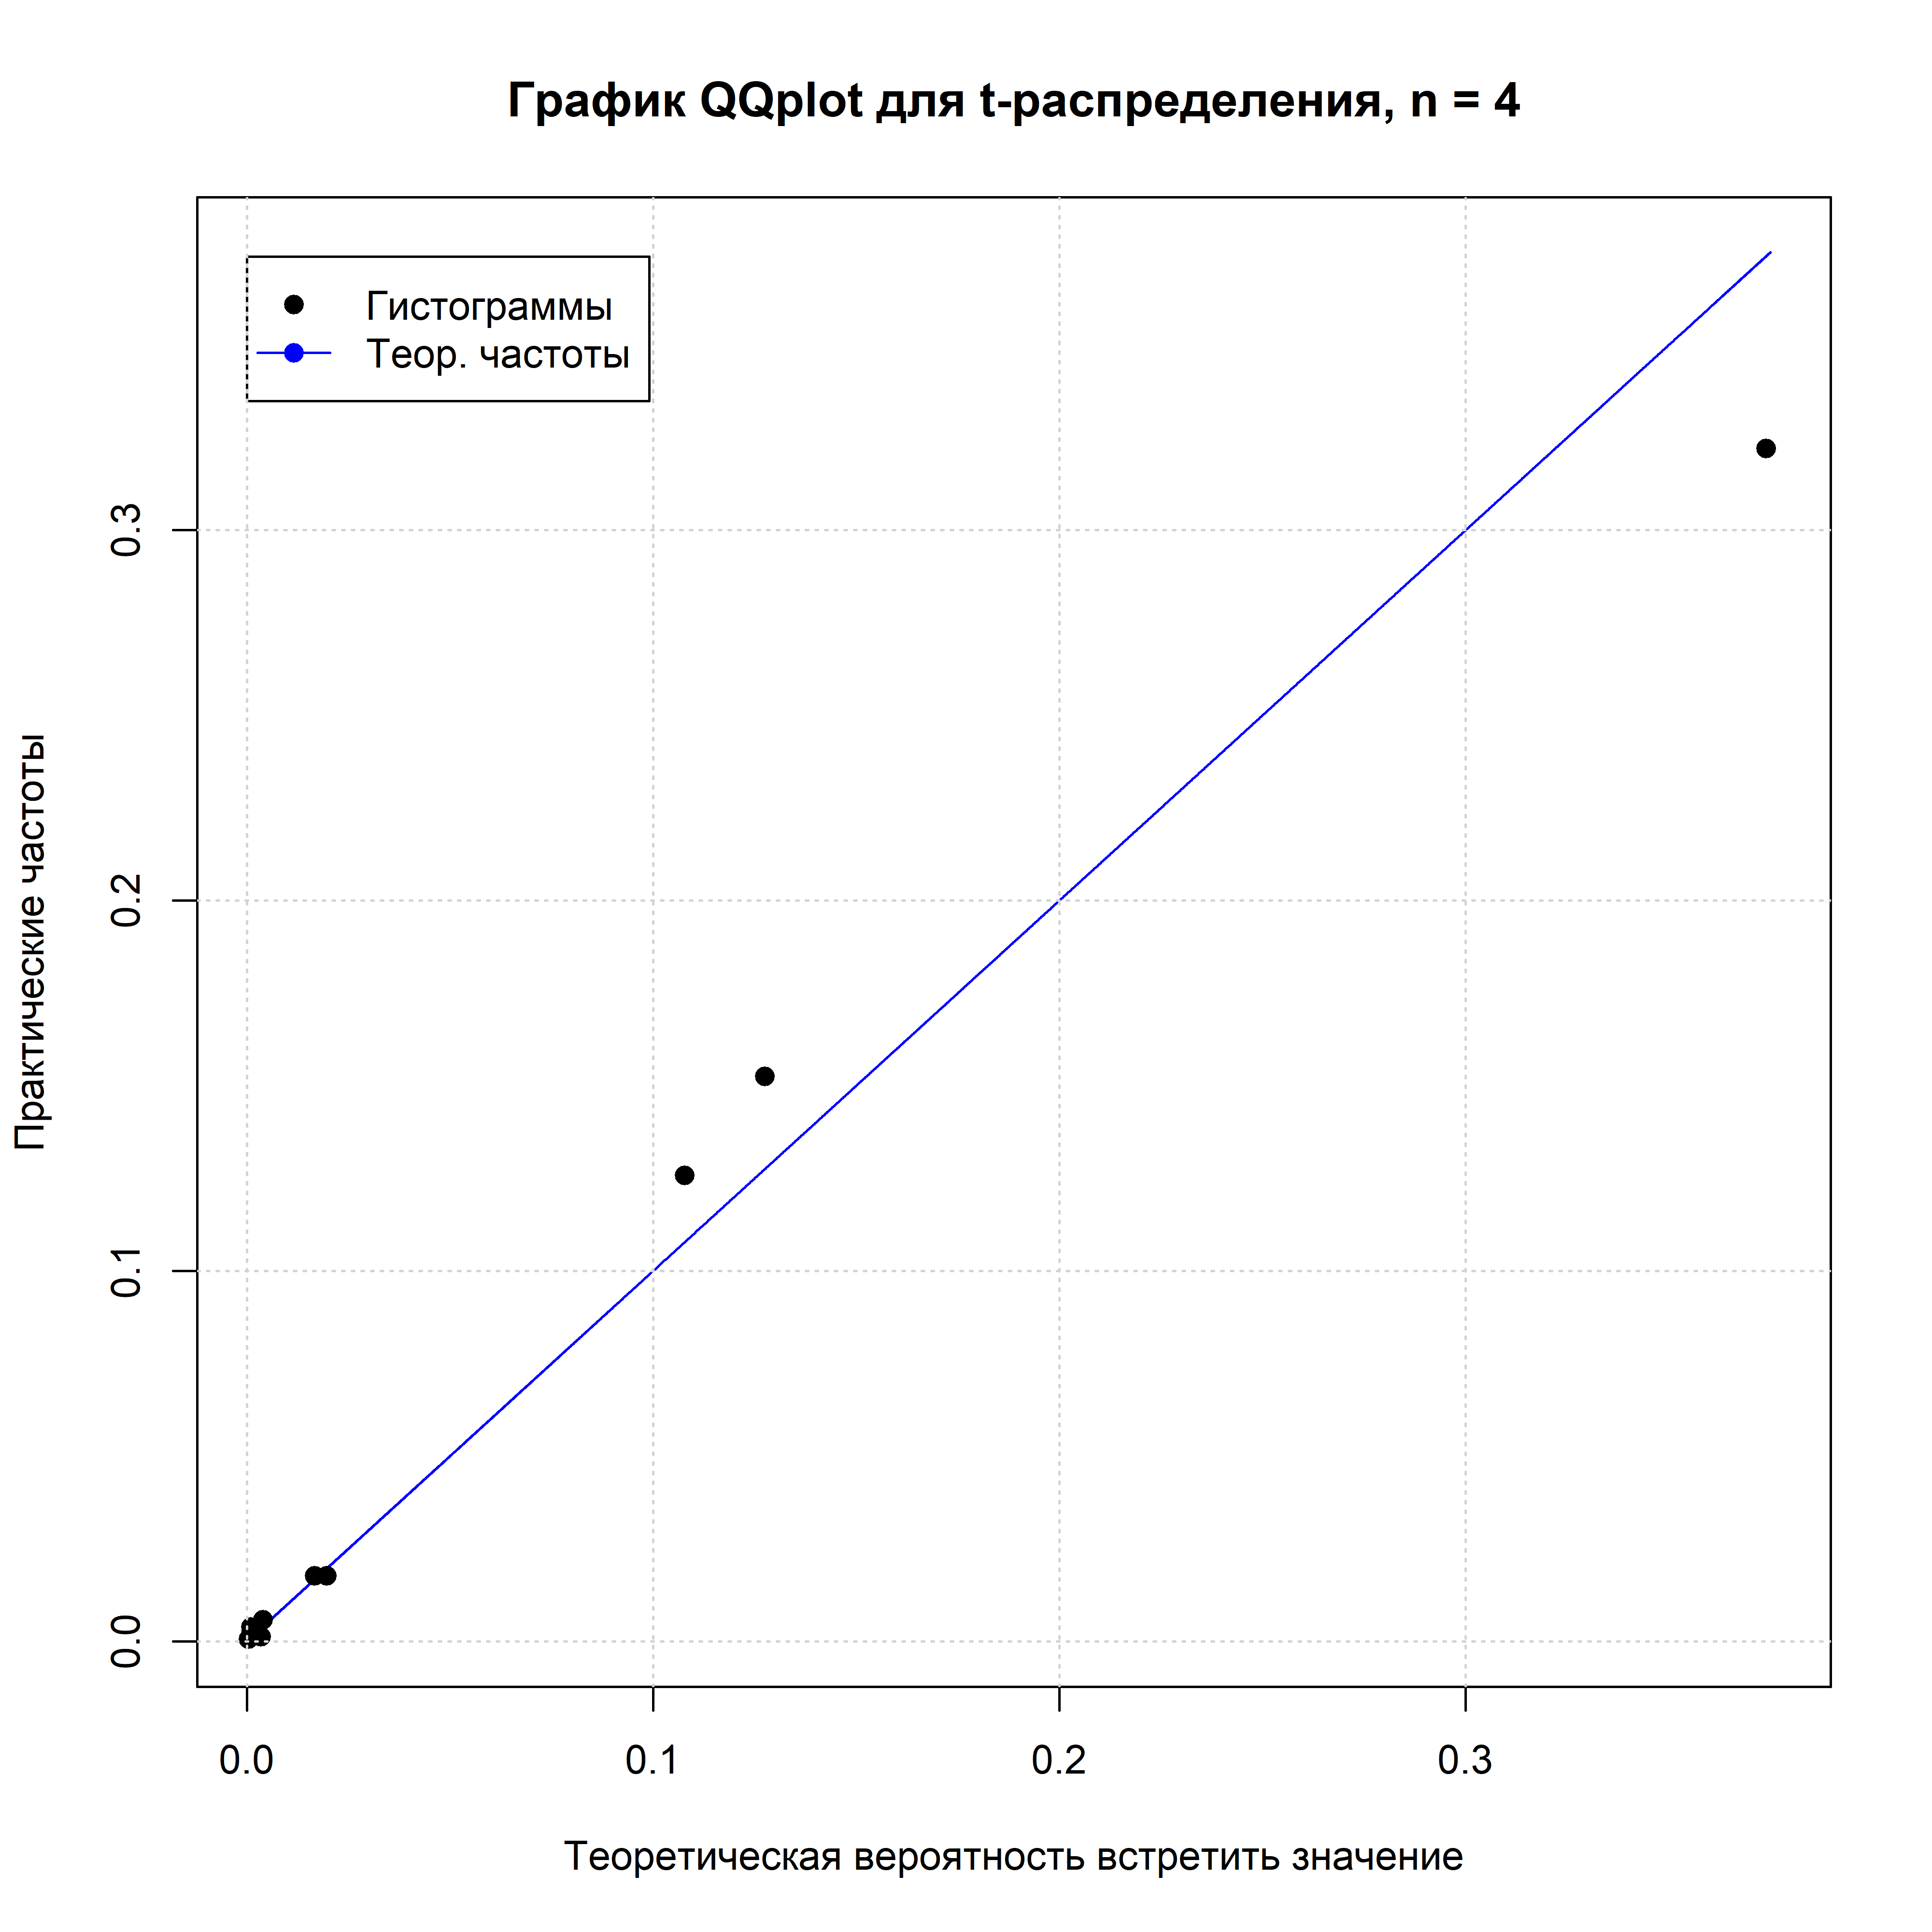 График QQplot для t-распределения, n = 4
Гистограммы
Теор. частоты
Практические частоты
0.3
0.2
0.1
0.0
0.0 0.1 0.2 0.3
Теоретическая вероятность встретить значение